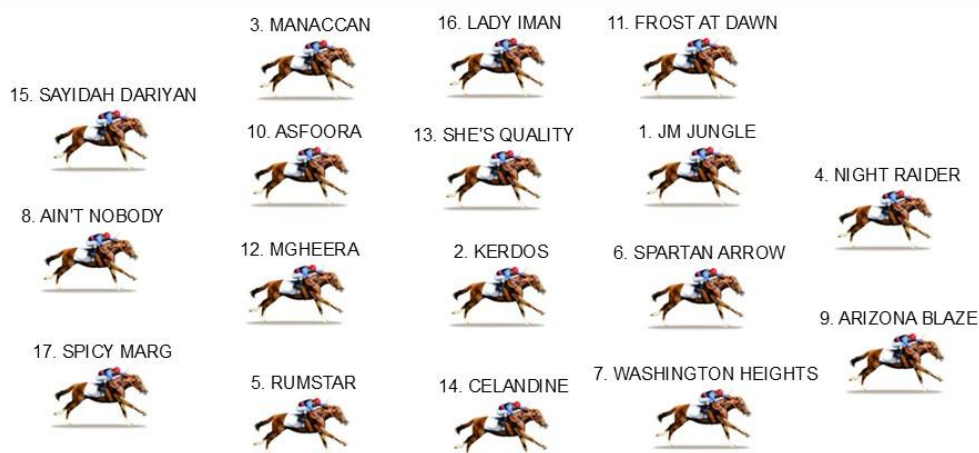 3. MANACCAN
16. LADY IMAN
11. FROST AT DAWN
15. SAYIDAH DARIYAN
10. ASFOORA
13. SHE'S QUALITY
1. JM JUNGLE
4. NIGHT RAIDER
8. AIN'T NOBODY
12. MGHEERA
2. KERDOS
6. SPARTAN ARROW
9. ARIZONA BLAZE
17. SPICY MARG
5. RUMSTAR
14. CELANDINE
7. WASHINGTON HEIGHTS